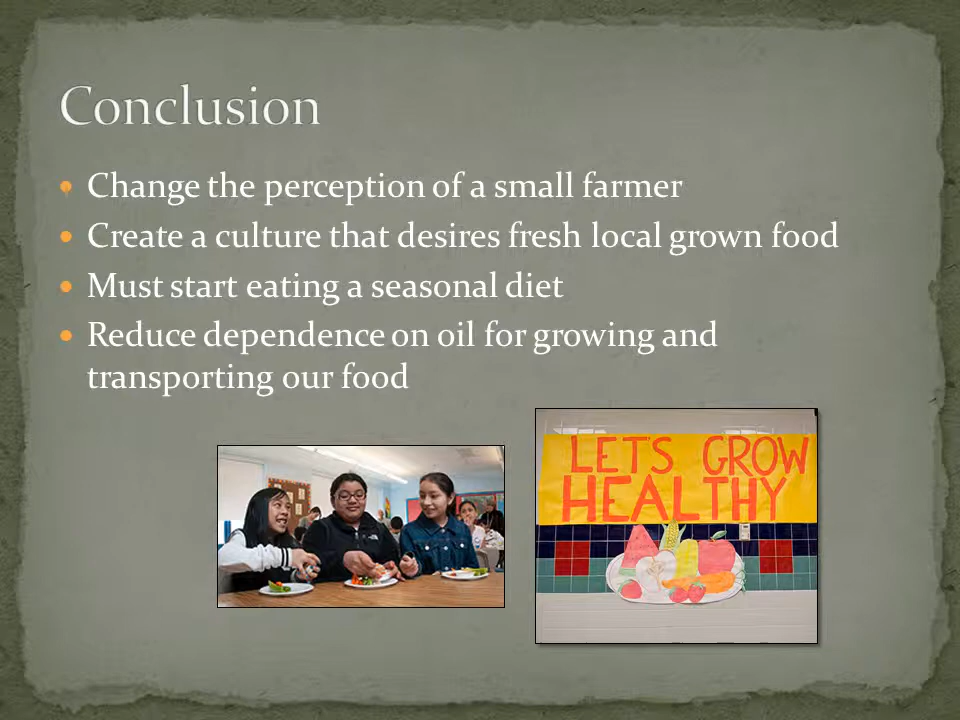 Conclusion
Change the perception of a small farmer
Create a culture that desires fresh local grown food
Must start eating a seasonal diet
Reduce dependence on oil for growing and
transporting our food
LET'S GROW
HEALTHY